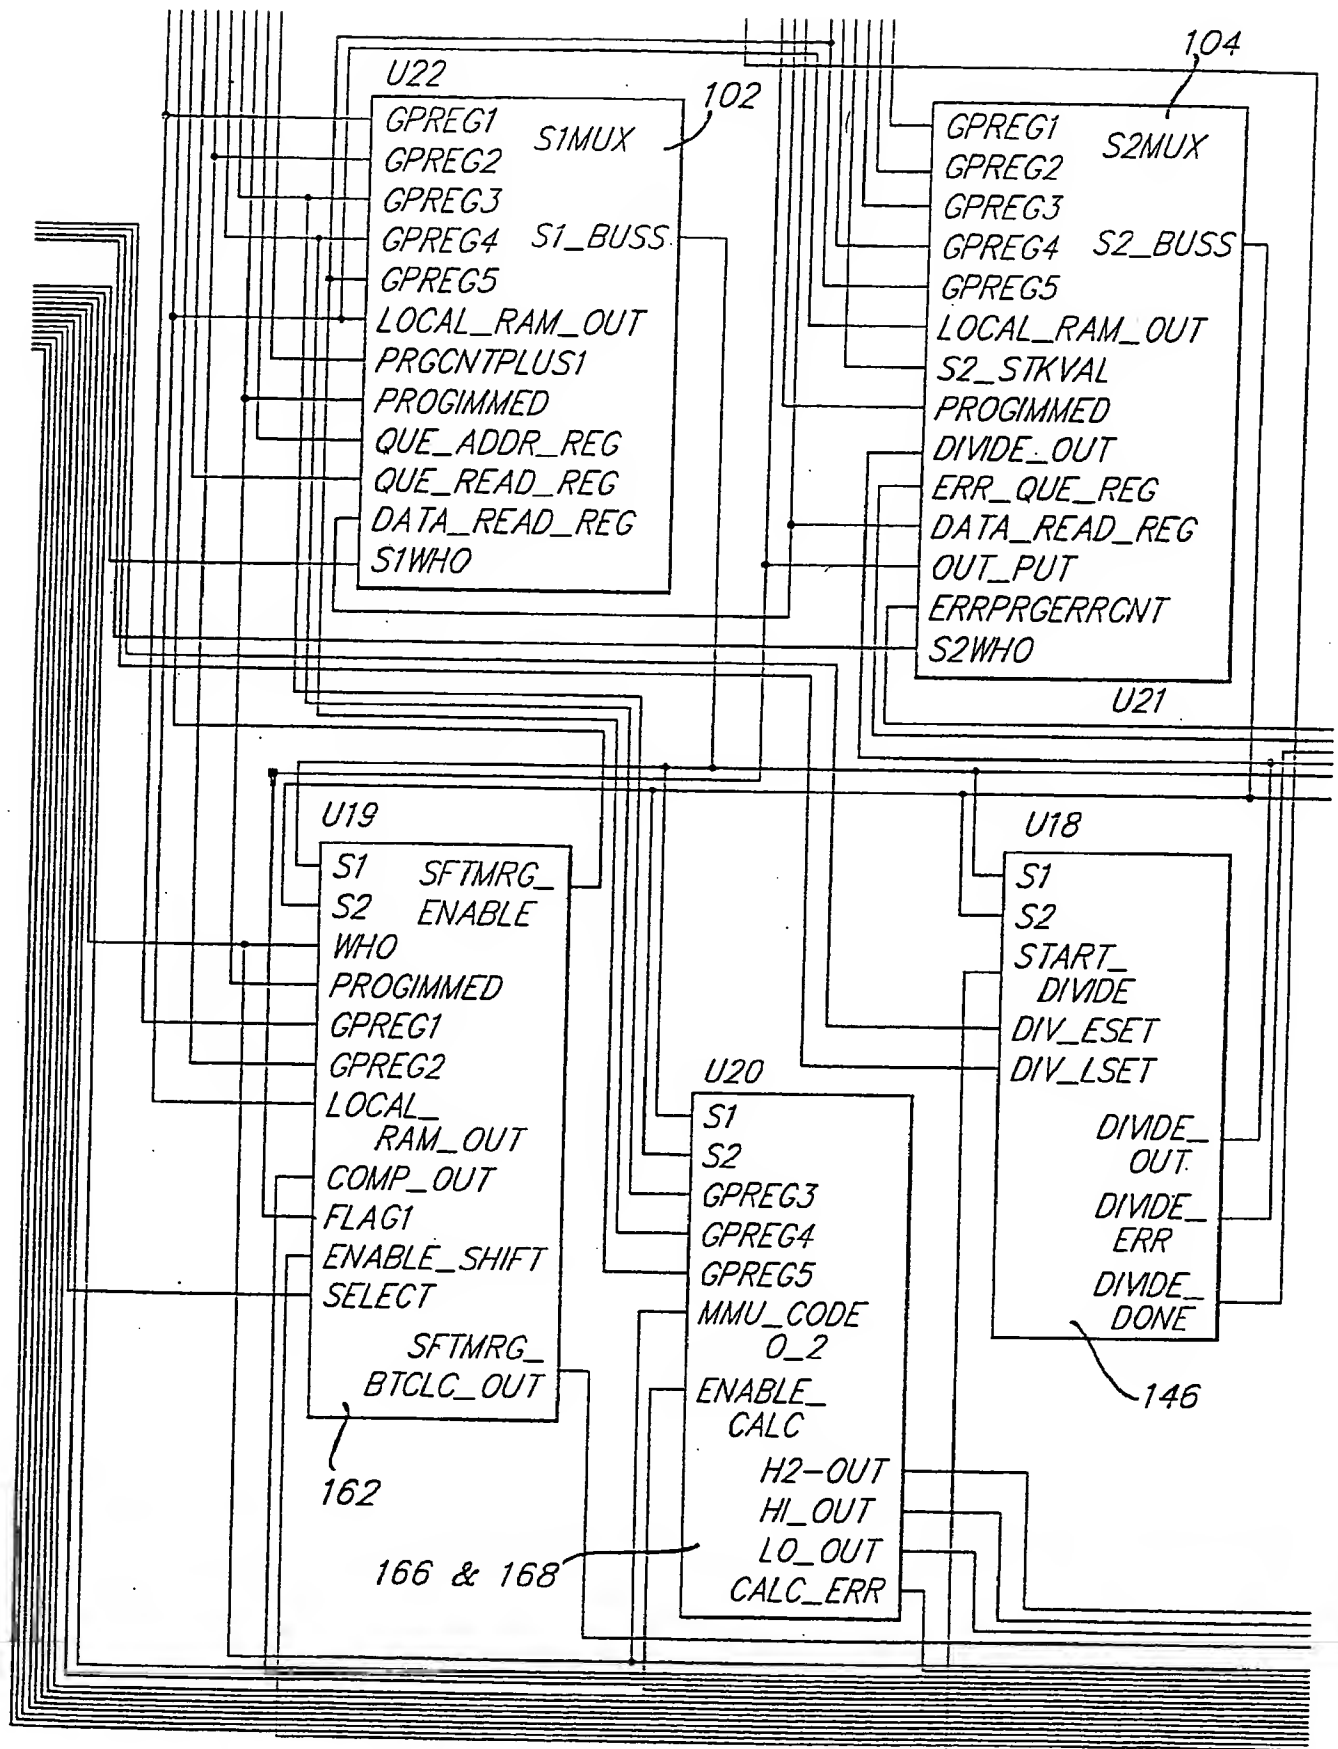 U22
102
GPREG1
S1MUX
GPREG2
GPREG3
GPREG4
S1_BUSS
GPREG5
LOCAL_RAM_OUT
PRGCNTPLUS1
PROGIMMED
QUE_ADDR_REG
QUE_READ_REG
DATA_READ_REG
S1WHO
104
GPREG1
S2MUX
GPREG2
GPREG3
GPREG4
S2_BUSS
GPREG5
LOCAL_RAM_OUT
S2_STKVAL
PROGIMMED
DIVIDE_OUT
ERR_QUE_REG
DATA_READ_REG
OUT_PUT
ERRPRGERRCNT
S2WHO
U21
U19
S1
SFTMRG_
ENABLE
S2
WHO
PROGIMMED
GPREG1
GPREG2
LOCAL_
RAM_OUT
COMP_OUT
FLAG1
ENABLE_SHIFT
SELECT
SFTMRG_
BTCLC_OUT
162
U20
S1
S2
GPREG3
GPREG4
GPREG5
MMU_CODE
0_2
ENABLE_
CALC
H2-OUT
HI_OUT
LO_OUT
CALC_ERR
166 & 168
U18
S1
S2
START_
DIVIDE
DIV_ESET
DIV_LSET
DIVIDE_
OUT
DIVIDE_
ERR
DIVIDE_
DONE
146